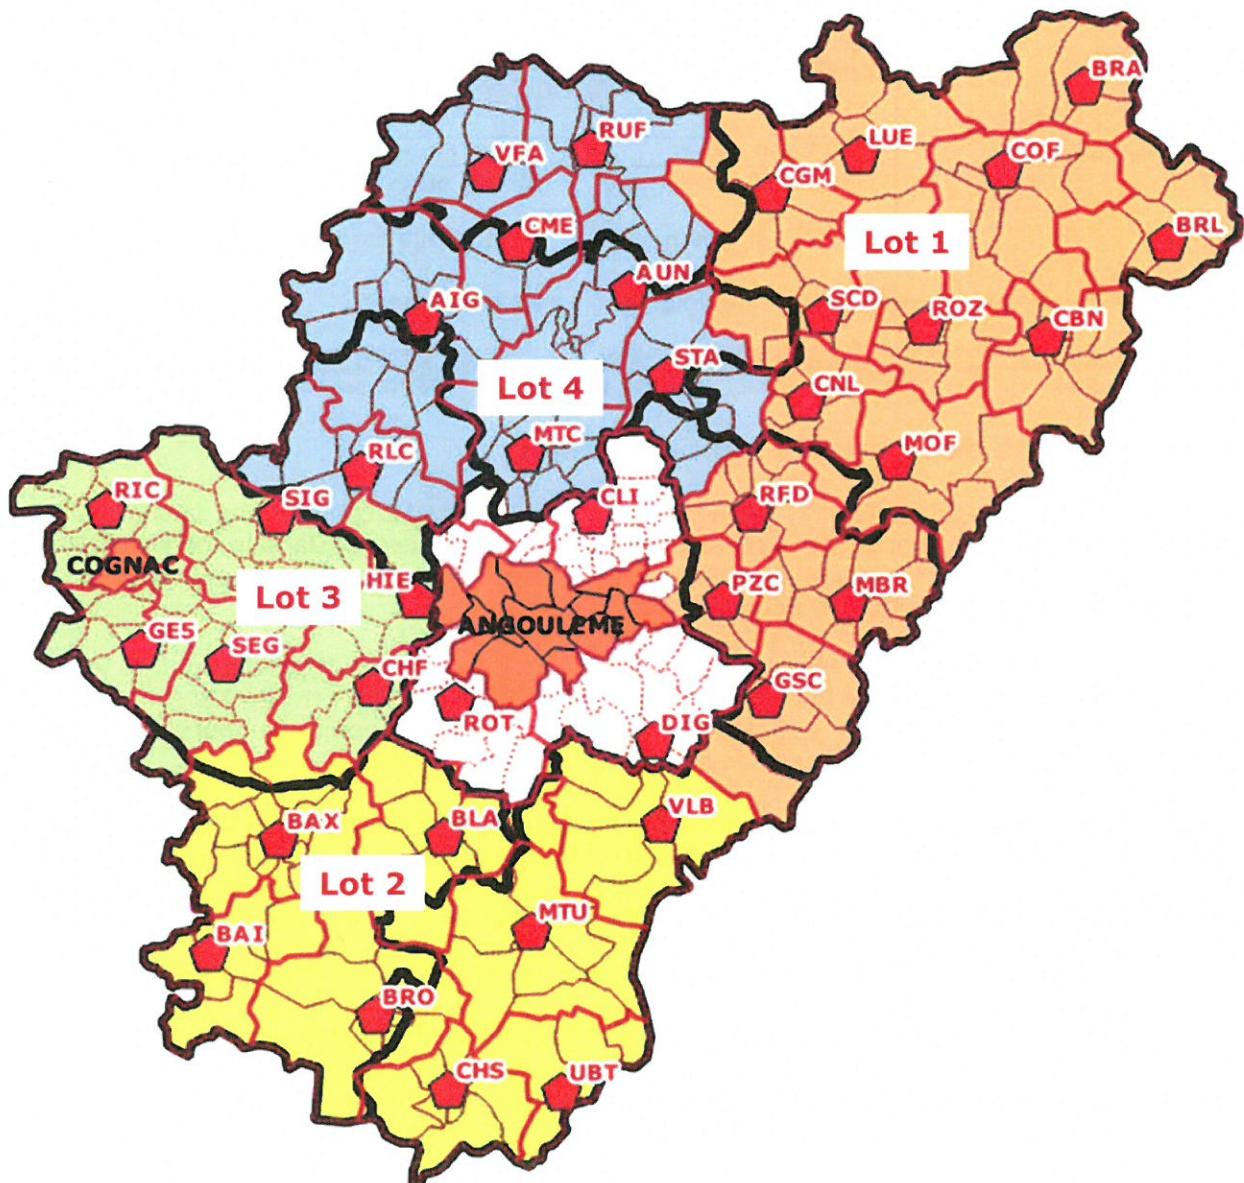 BRA
RUF
LUE
COF
VFA
CGM
CME
BRL
Lot 1
AUN
AIG
SCD
ROZ
CBN
STA
Lot 4
CNL
MTC
MOF
RLC
RIC
SIG
CLI
RFD
COGNAC
HIE
Lot 3
PZC
MBR
GES
SEG
ANGOULEME
CHF
GSC
ROT
DIG
BAX
BLA
VLB
Lot 2
BAI
MTU
BRO
CHS
UBT